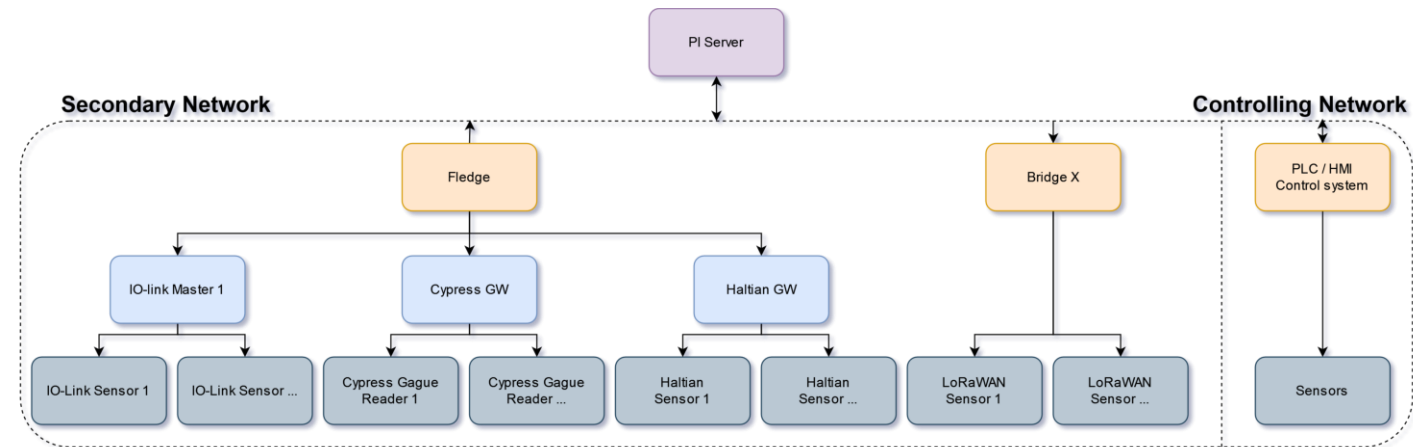 PI Server
Secondary Network
Controlling Network
Fledge
Bridge X
PLC / HMI
Control system
IO-link Master 1
Cypress GW
Haltian GW
IO-Link Sensor 1
IO-Link Sensor ...
Cypress Gague
Reader 1
Cypress Gague
Reader ...
Haltian
Sensor 1
Haltian
Sensor ...
LoRaWAN
Sensor 1
LoRaWAN
Sensor ...
Sensors